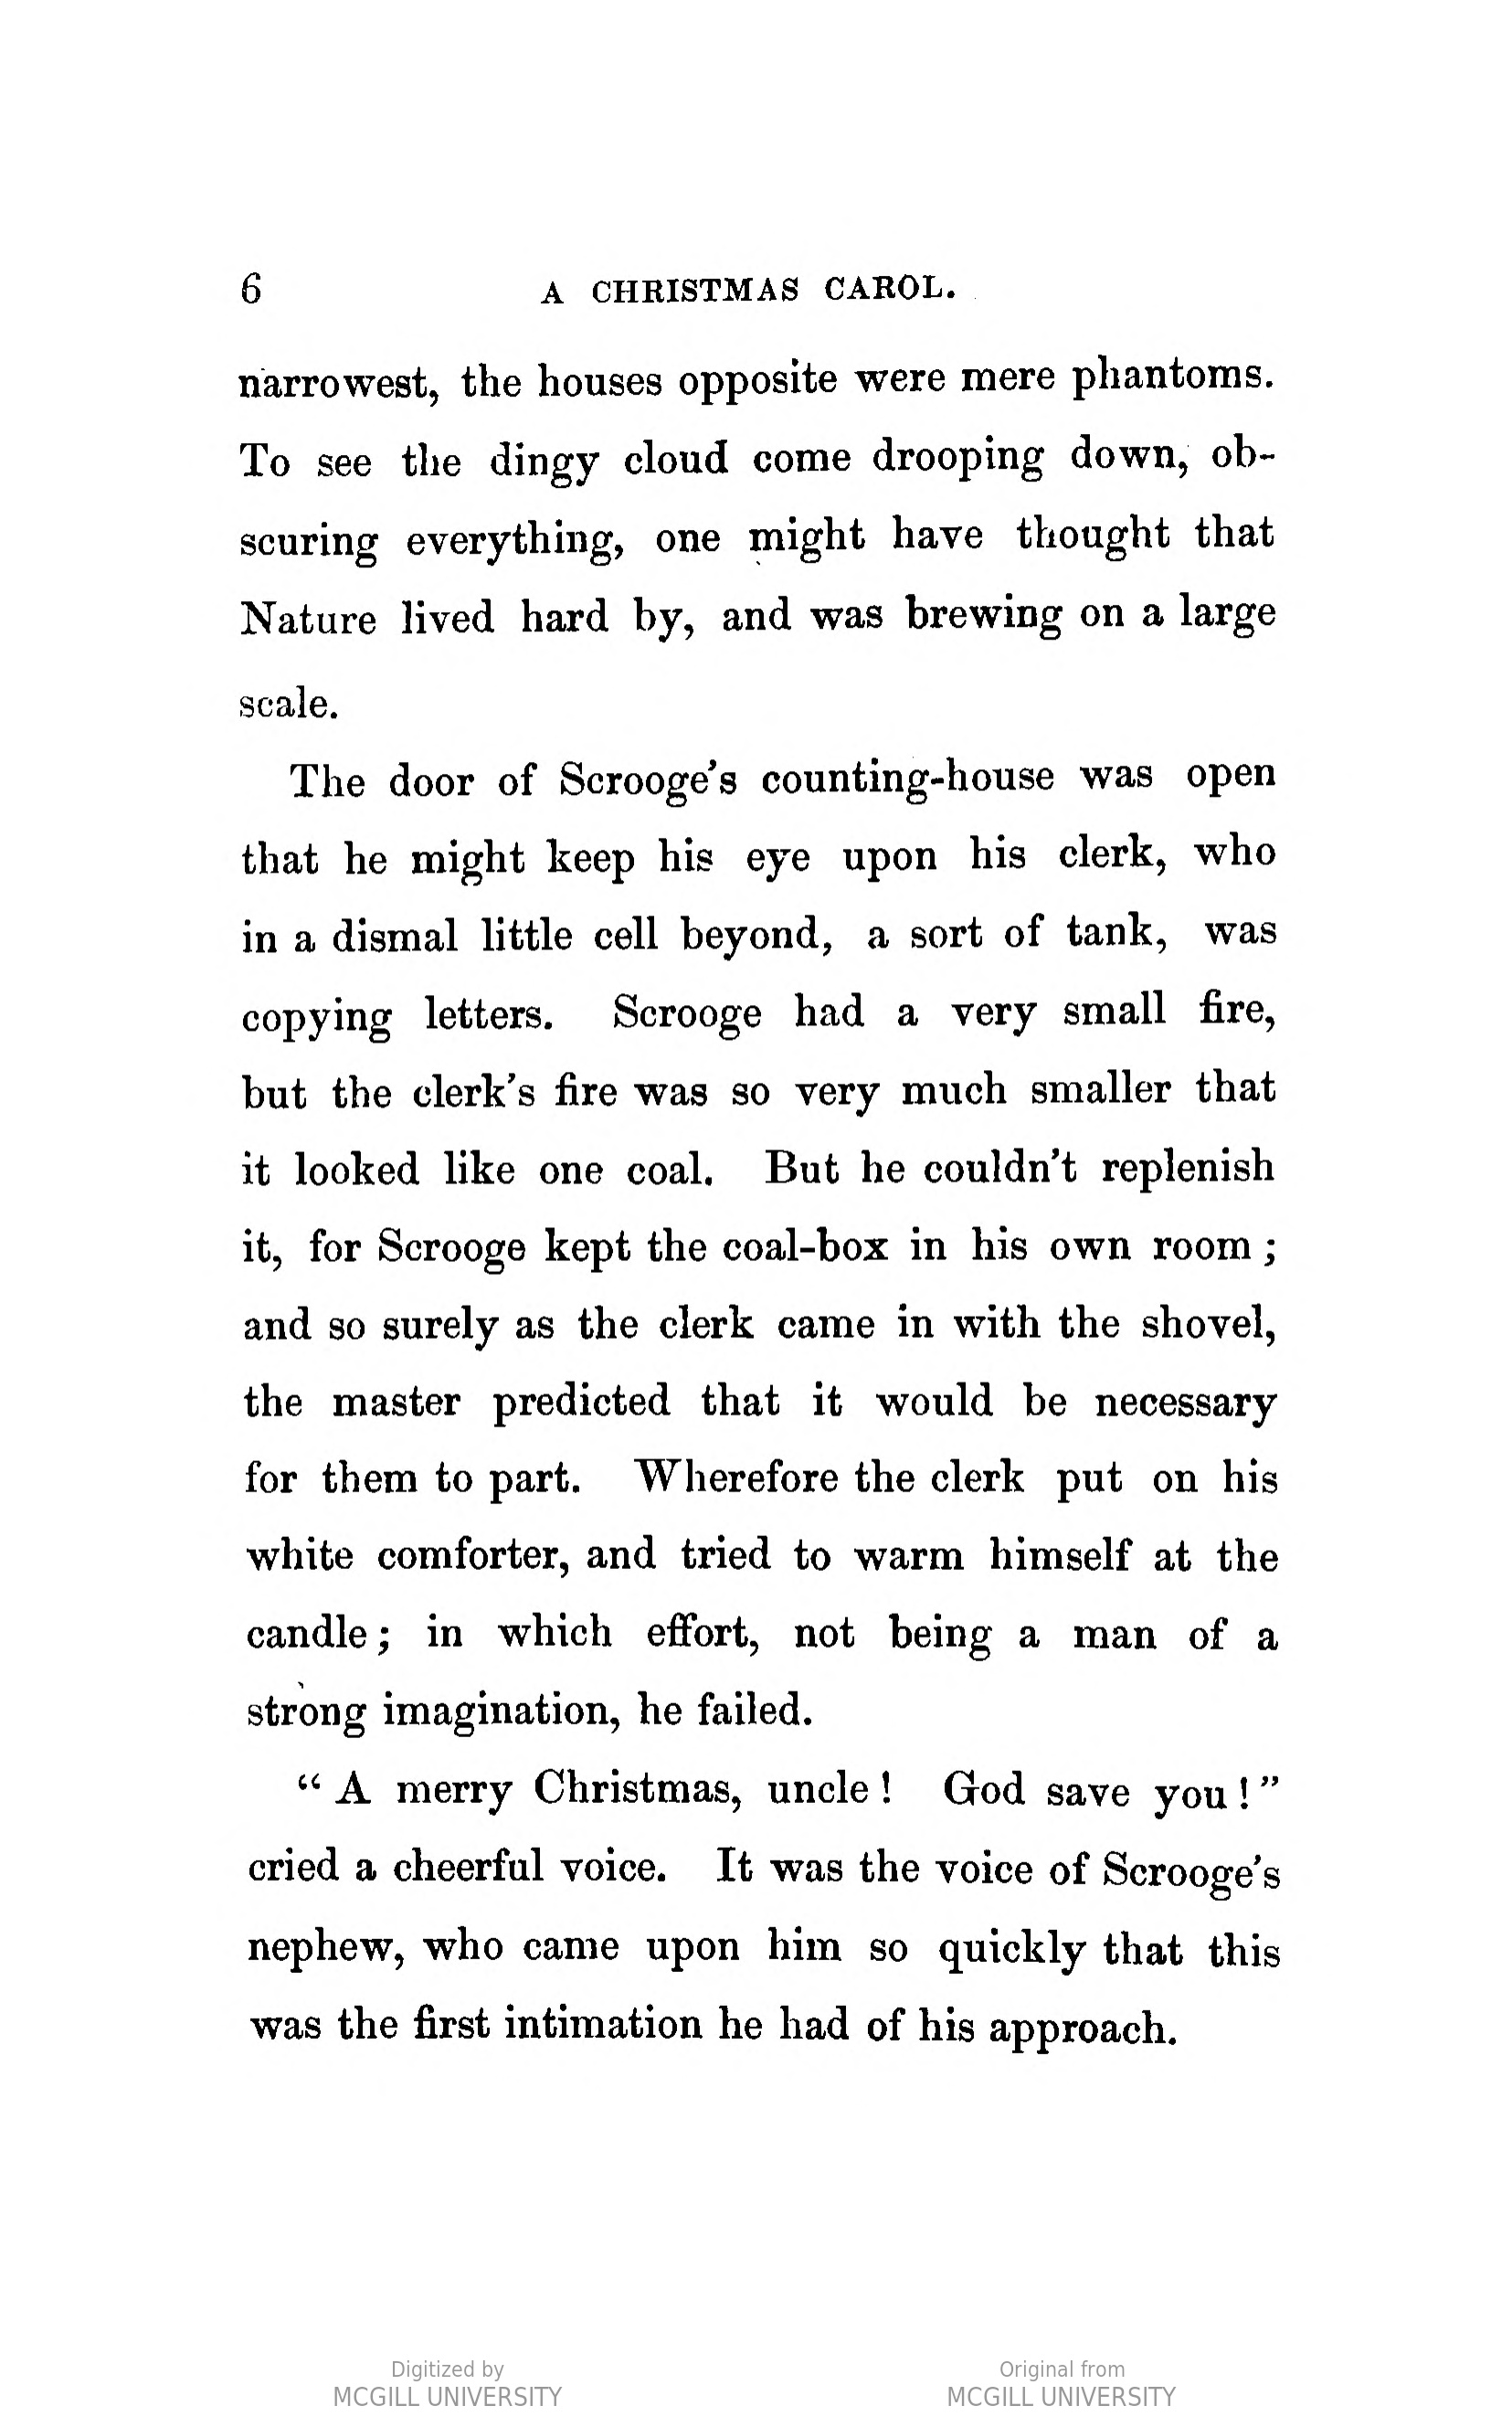 6 A CHRISTMAS CAROL.
narrowest, the houses opposite were mere phantoms.
To see the dingy cloud come drooping down, ob-
scuring everything, one might have thought that
Nature lived hard by, and was brewing on a large
scale.
The door of Scrooge's counting-house was open
that he might keep his eye upon his clerk, who
in a dismal little cell beyond, a sort of tank, was
copying letters. Scrooge had a very small fire,
but the clerk's fire was so very much smaller that
it looked like one coal. But he couldn't replenish
it, for Scrooge kept the coal-box in his own room ;
and so surely as the clerk came in with the shovel,
the master predicted that it would be necessary
for them to part. Wherefore the clerk put on his
white comforter, and tried to warm himself at the
candle ; in which effort, not being a man of a
strong imagination, he failed.
“ A merry Christmas, uncle ! God save you ! ”
cried a cheerful voice. It was the voice of Scrooge's
nephew, who came upon him so quickly that this
was the first intimation he had of his approach.
Digitized by
MCGILL UNIVERSITY
Original from
MCGILL UNIVERSITY